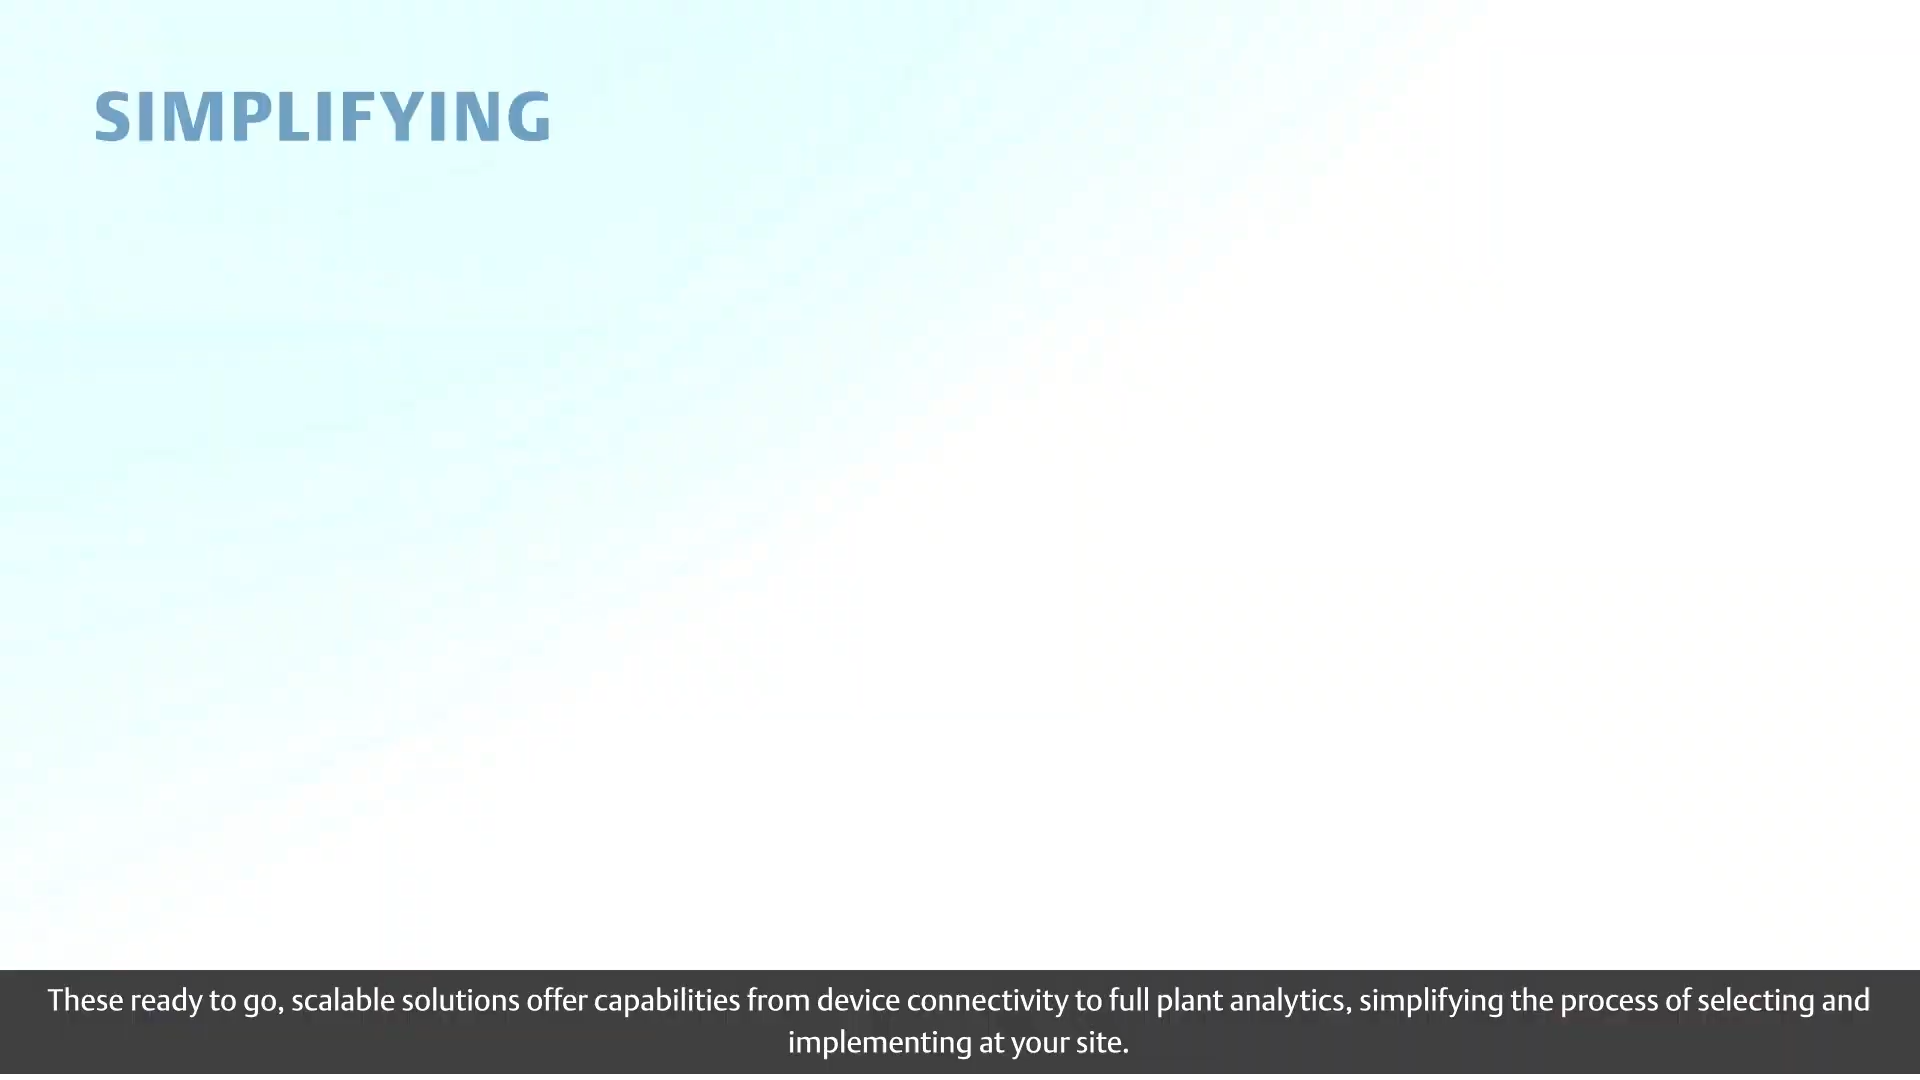 SIMPLIFYING
These ready to go, scalable solutions offer capabilities from device connectivity to full plant analytics, simplifying the process of selecting and
implementing at your site.